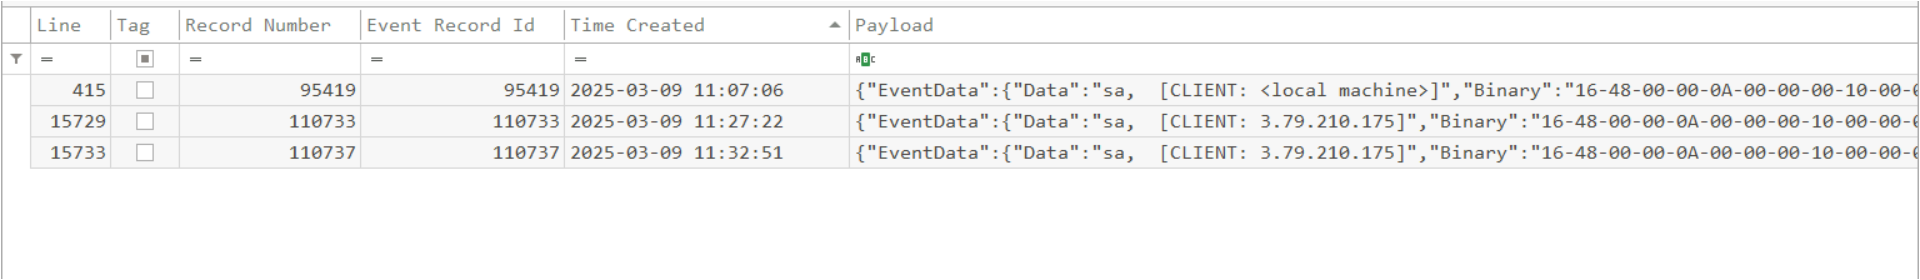 Line Tag Record Number Event Record Id Time Created Payload
= = = = ABC
415 95419 95419 2025-03-09 11:07:06 {"EventData":{"Data":"sa,  [CLIENT: <local machine>]","Binary":"16-48-00-00-0A-00-00-00-10-00-0
15729 110733 110733 2025-03-09 11:27:22 {"EventData":{"Data":"sa,  [CLIENT: 3.79.210.175]","Binary":"16-48-00-00-0A-00-00-00-10-00-00-0
15733 110737 110737 2025-03-09 11:32:51 {"EventData":{"Data":"sa,  [CLIENT: 3.79.210.175]","Binary":"16-48-00-00-0A-00-00-00-10-00-00-0